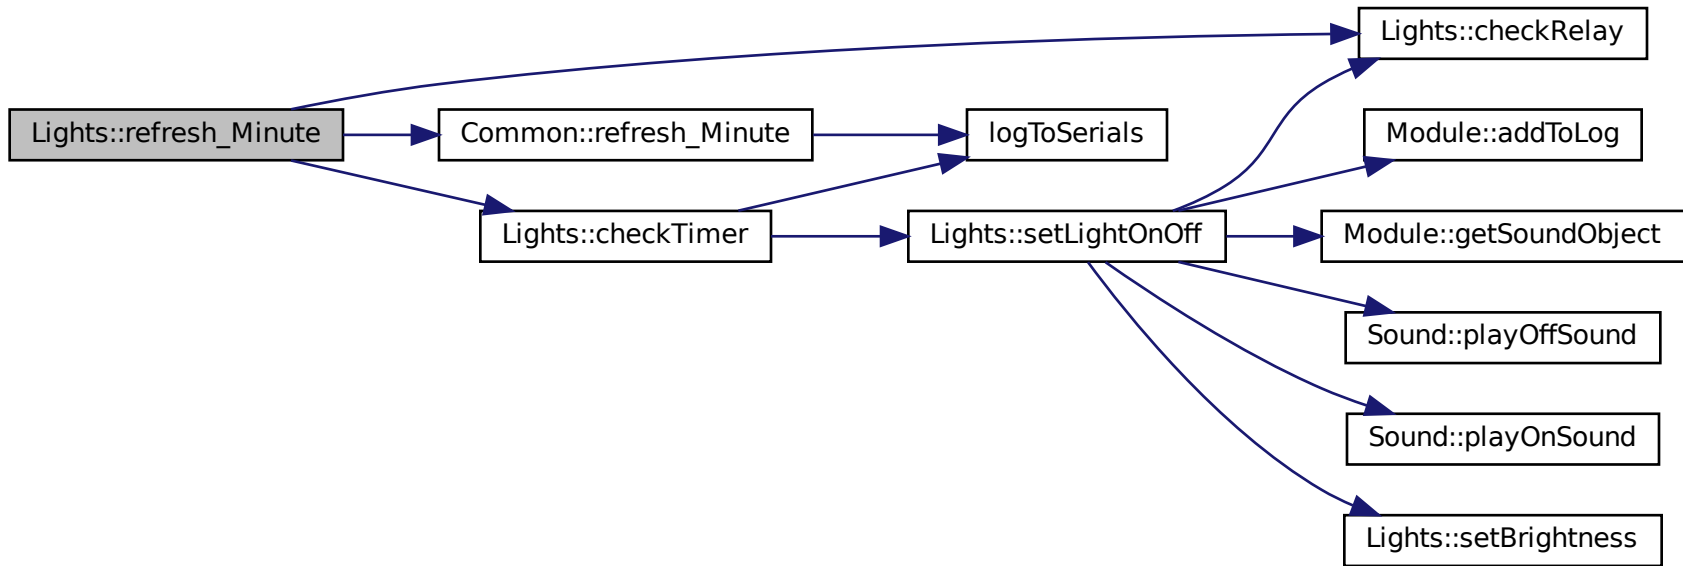 Lights::checkRelay
Lights::refresh_Minute
Common::refresh_Minute
logToSerials
Module::addToLog
Lights::checkTimer
Lights::setLightOnOff
Module::getSoundObject
Sound::playOffSound
Sound::playOnSound
Lights::setBrightness